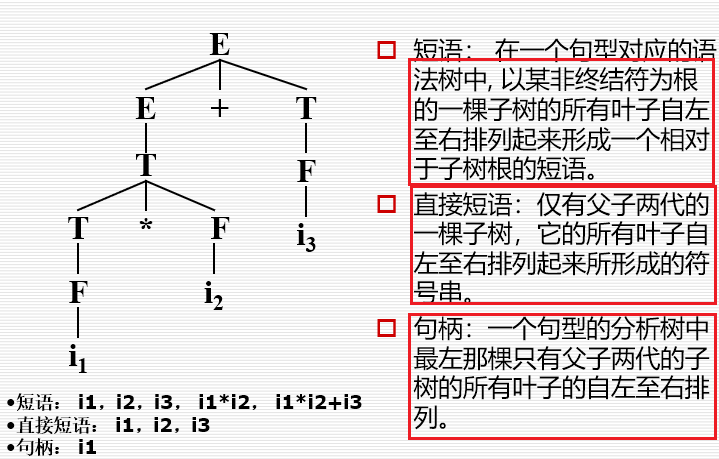 E
E + T
T F
T * F i3
F i2
i1
•短语： i1，i2，i3， i1*i2， i1*i2+i3
•直接短语： i1，i2，i3
•句柄： i1
短语： 在一个句型对应的语
法树中, 以某非终结符为根
的一棵子树的所有叶子自左
至右排列起来形成一个相对
于子树根的短语。
直接短语：仅有父子两代的
一棵子树，它的所有叶子自
左至右排列起来所形成的符
号串。
句柄：一个句型的分析树中
最左那棵只有父子两代的子
树的所有叶子的自左至右排
列。